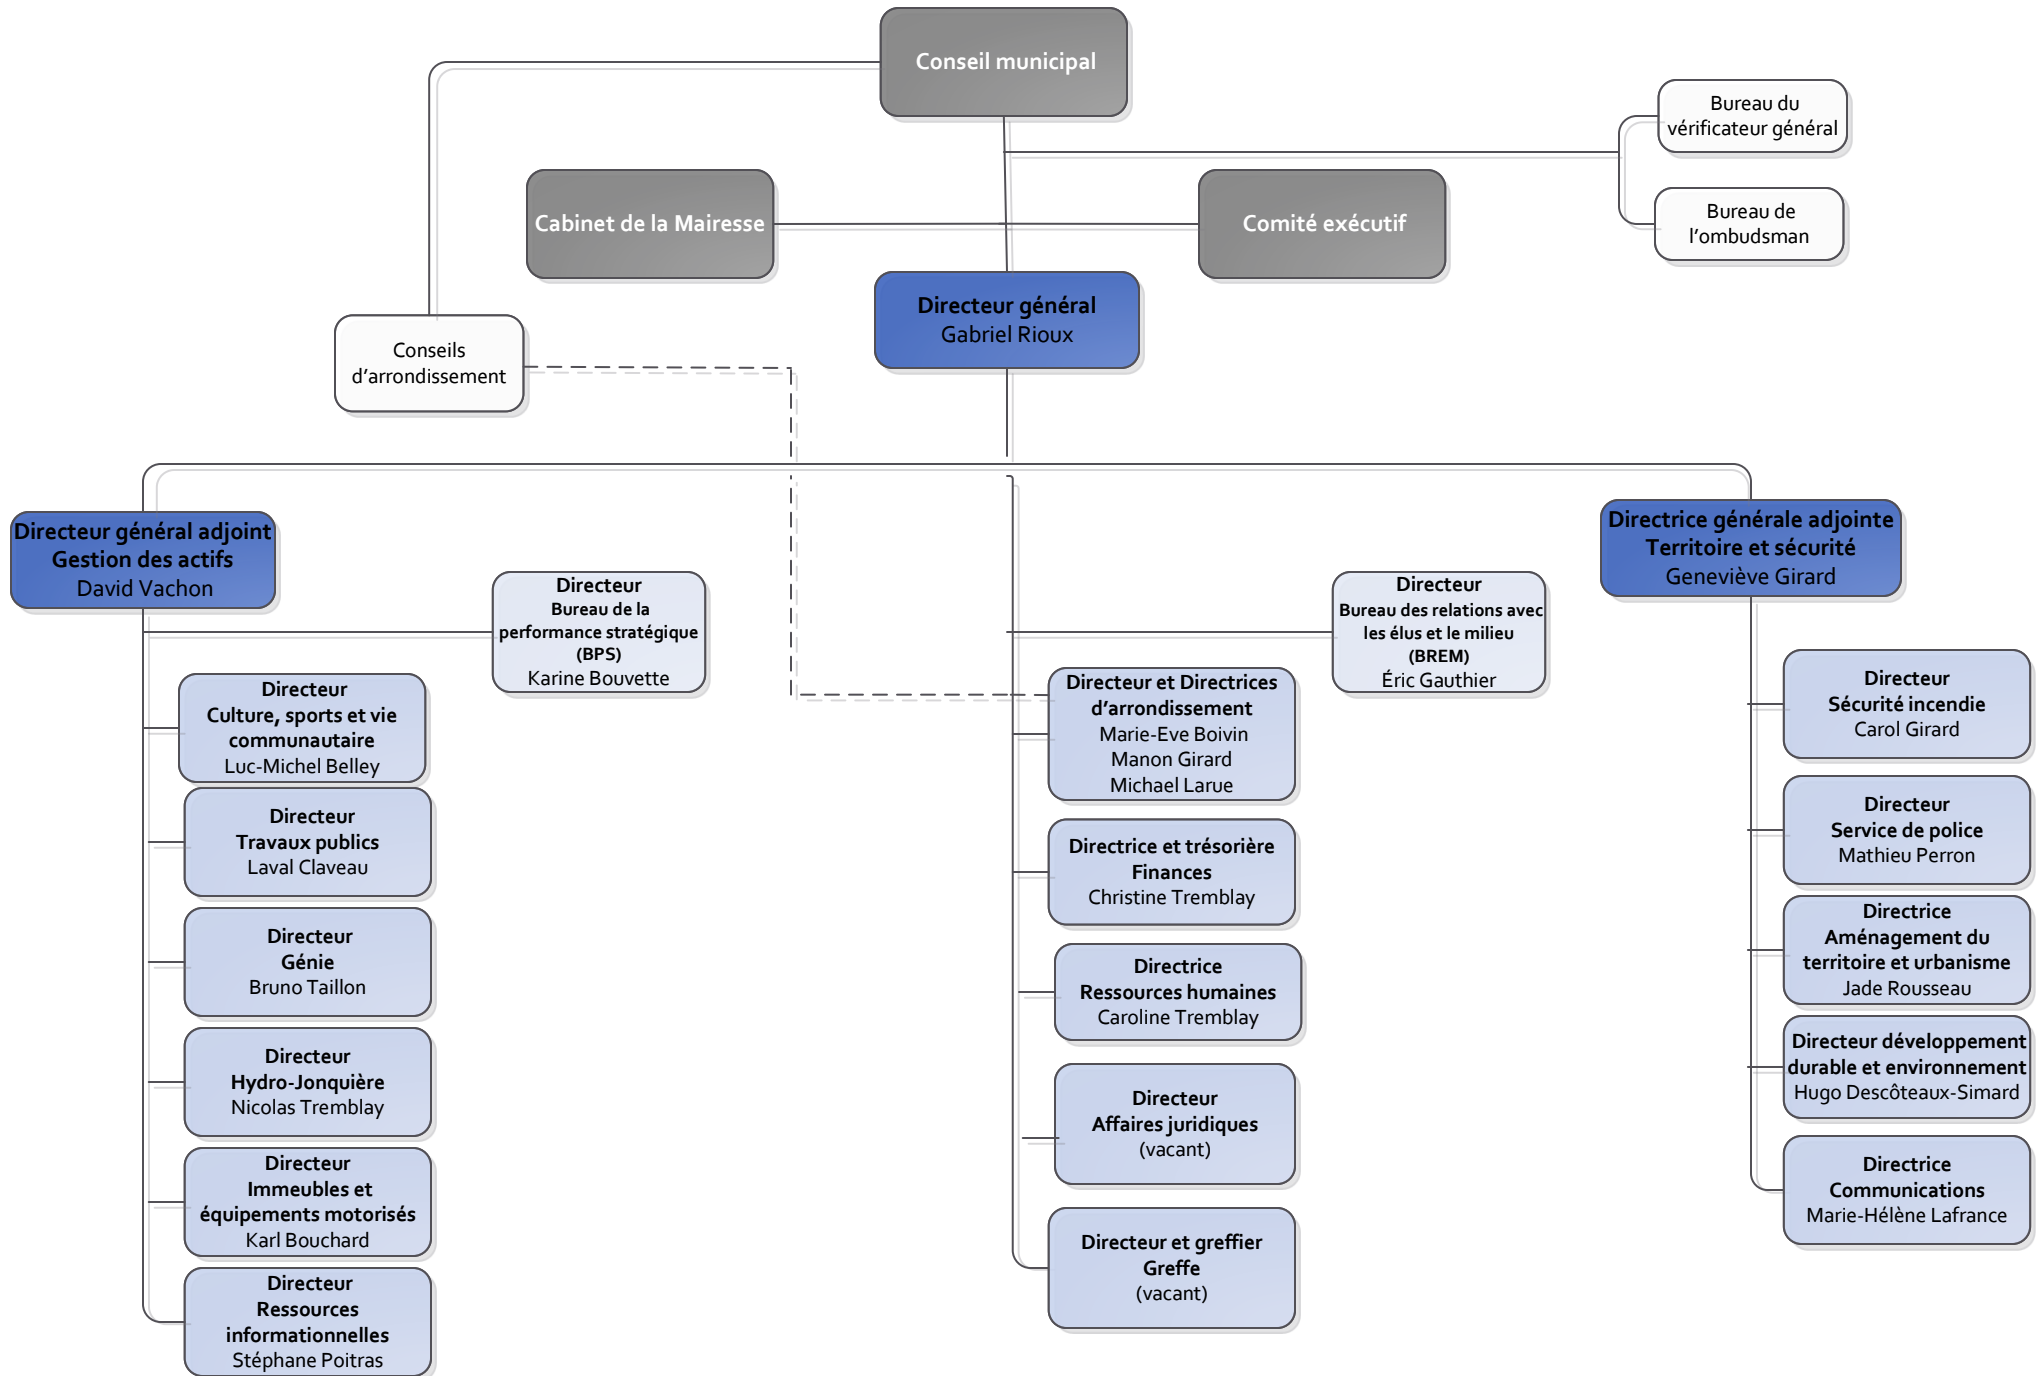 Conseil municipal
Bureau du
vérificateur général
Cabinet de la Mairesse
Comité exécutif
Bureau de
l'ombudsman
Directeur général
Gabriel Rioux
Conseils
d'arrondissement
Directeur général adjoint
Gestion des actifs
David Vachon
Directeur
Bureau de la
performance stratégique
(BPS)
Karine Bouvette
Directeur
Culture, sports et vie
communautaire
Luc-Michel Belley
Directeur
Travaux publics
Laval Claveau
Directeur
Génie
Bruno Taillon
Directeur
Hydro-Jonquière
Nicolas Tremblay
Directeur
Immeubles et
équipements motorisés
Karl Bouchard
Directeur
Ressources
informationnelles
Stéphane Poitras
Directeur
Bureau des relations avec
les élus et le milieu
(BREM)
Éric Gauthier
Directeur et Directrices
d'arrondissement
Marie-Eve Boivin
Manon Girard
Michael Larue
Directrice et trésorière
Finances
Christine Tremblay
Directrice
Ressources humaines
Caroline Tremblay
Directeur
Affaires juridiques
(vacant)
Directeur et greffier
Greffe
(vacant)
Directrice générale adjointe
Territoire et sécurité
Geneviève Girard
Directeur
Sécurité incendie
Carol Girard
Directeur
Service de police
Mathieu Perron
Directrice
Aménagement du
territoire et urbanisme
Jade Rousseau
Directeur développement
durable et environnement
Hugo Descôteaux-Simard
Directrice
Communications
Marie-Hélène Lafrance